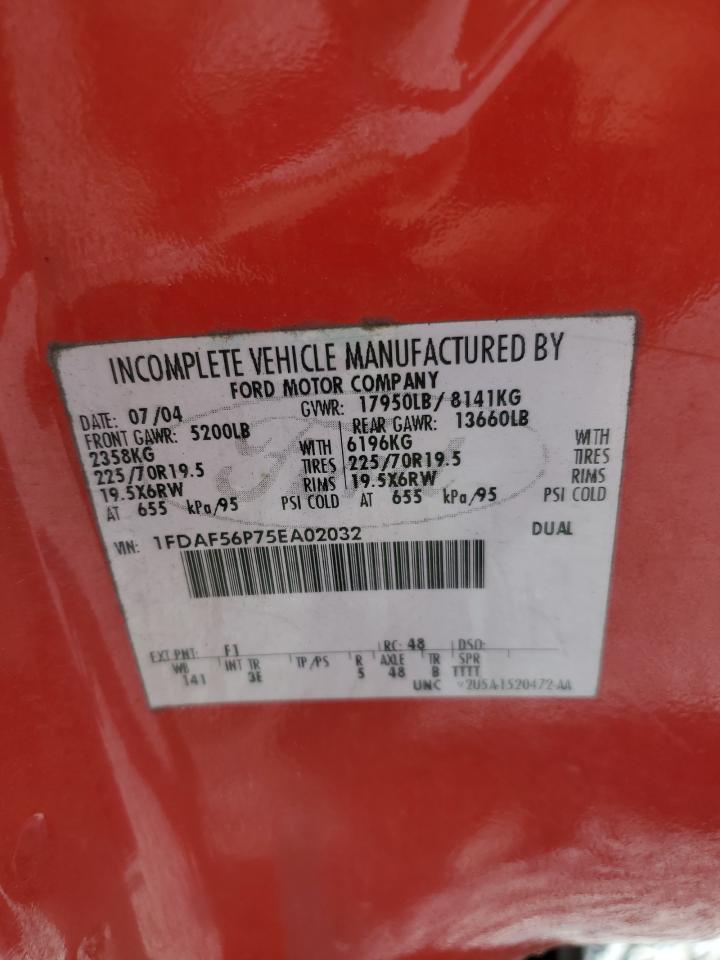 INCOMPLETE VEHICLE MANUFACTURED BY
FORD MOTOR COMPANY
DATE: 07/04 GVWR: 17950LB/ 8141KG
FRONT GAWR: 5200LB REAR GAWR: 13660LB
2358KG WITH 6196KG WITH
225/70R19.5 TIRES 225/70R19.5 TIRES
19.5X6RW RIMS 19.5X6RW RIMS
AT 655 kPa/95 PSI COLD AT 655 kPa/95 PSI COLD
VIN: 1FDAF56P75EA02032 DUAL
EXT PNT: F1 RC: 48 DSO:
WB INT TR TP/PS R AXLE TR SPR
141 3E 5 48 B TTTT
UNC 2U5A-1520472-AA